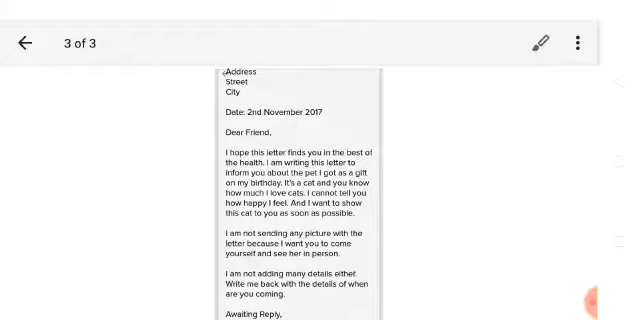 3 of 3
Address
Street
City
Date: 2nd November 2017
Dear Friend,
I hope this letter finds you in the best of
the health. I am writing this letter to
inform you about the pet I got as a gift
on my birthday. It's a cat and you know
how much I love cats. I cannot tell you
how happy I feel. And I want to show
this cat to you as soon as possible.
I am not sending any picture with the
letter because I want you to come
yourself and see her in person.
I am not adding many details either.
Write me back with the details of when
are you coming.
Awaiting Reply,